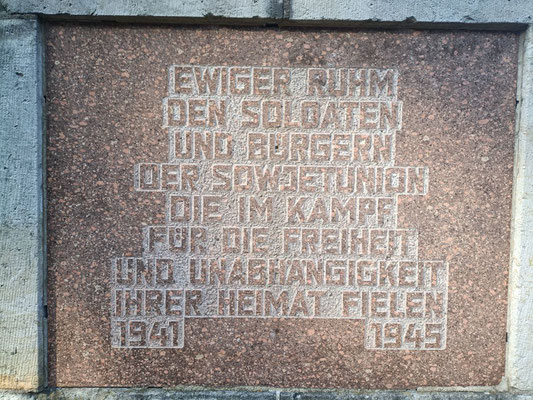 EWIGER RUHM
DEN SOLDATEN
UND BÜRGERN
DER SOWJETUNION
DIE IM KAMPF
FÜR DIE FREIHEIT
UND UNABHÄNGIGKEIT
IHRER HEIMAT FIELEN
1941 1945